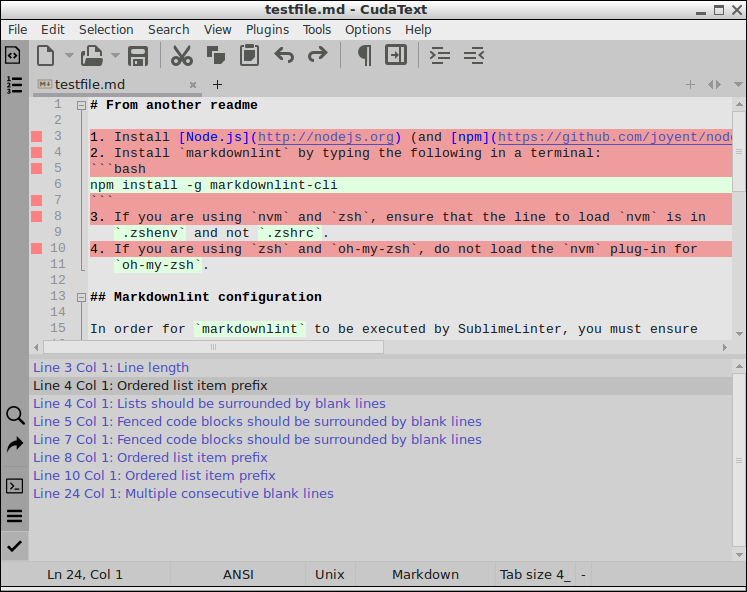 testfile.md - CudaText
File Edit Selection Search View Plugins Tools Options Help
testfile.md
1 # From another readme
2
3 1. Install [Node.js](http://nodejs.org) (and [npm](https://github.com/joyent/node
4 2. Install `markdownlint` by typing the following in a terminal:
5 ```bash
6 npm install -g markdownlint-cli
7 ```
8 3. If you are using `nvm` and `zsh`, ensure that the line to load `nvm` is in
9 `.zshenv` and not `.zshrc`.
10 4. If you are using `zsh` and `oh-my-zsh`, do not load the `nvm` plug-in for
11 `oh-my-zsh`.
12
13 ## Markdownlint configuration
14
15 In order for `markdownlint` to be executed by SublimeLinter, you must ensure
Line 3 Col 1: Line length
Line 4 Col 1: Ordered list item prefix
Line 4 Col 1: Lists should be surrounded by blank lines
Line 5 Col 1: Fenced code blocks should be surrounded by blank lines
Line 7 Col 1: Fenced code blocks should be surrounded by blank lines
Line 8 Col 1: Ordered list item prefix
Line 10 Col 1: Ordered list item prefix
Line 24 Col 1: Multiple consecutive blank lines
Ln 24, Col 1 ANSI Unix Markdown Tab size 4_ -